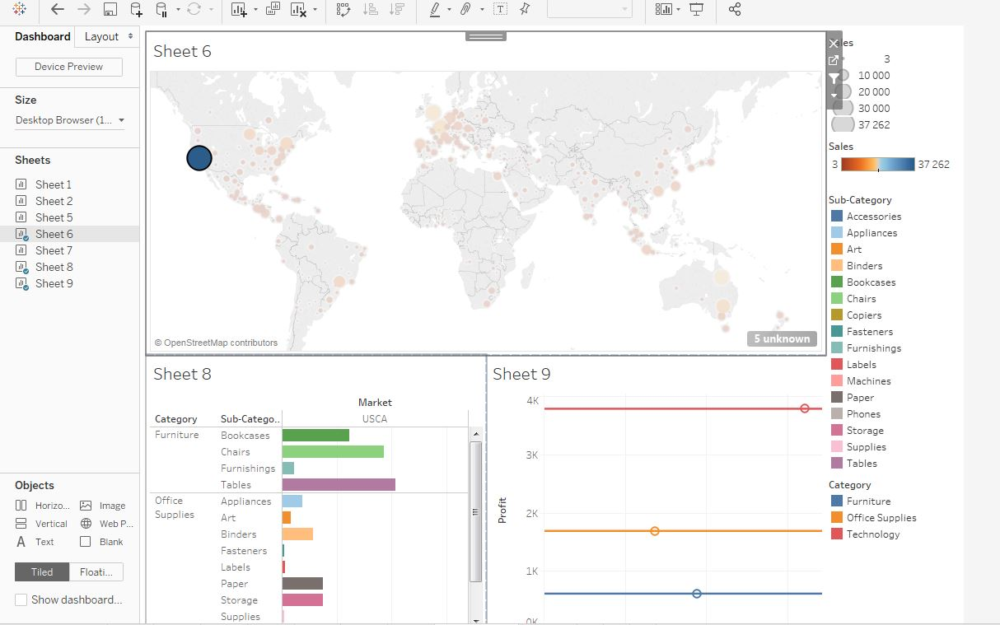 Dashboard
Layout
Device Preview
Size
Desktop Browser (1...
Sheets
Sheet 1
Sheet 2
Sheet 5
Sheet 6
Sheet 7
Sheet 8
Sheet 9
Objects
Horizo
Image
Vertical
Web P...
A Text
Blank
Tiled
Floati...
Show dashboard...
Sheet 6
© OpenStreetMap contributors
5 unknown
Sheet 8
Market
Category
Sub-Catego..
USCA
Furniture
Bookcases
Chairs
Furnishings
Tables
Office
Supplies
Appliances
Art
Binders
Fasteners
Labels
Paper
Storage
Supplies
Sheet 9
Profit
4K
3K
2K
1K
0K
3
10 000
20 000
30 000
37 262
Sales
3
37 262
Sub-Category
Accessories
Appliances
Art
Binders
Bookcases
Chairs
Copiers
Fasteners
Furnishings
Labels
Machines
Paper
Phones
Storage
Supplies
Tables
Category
Furniture
Office Supplies
Technology